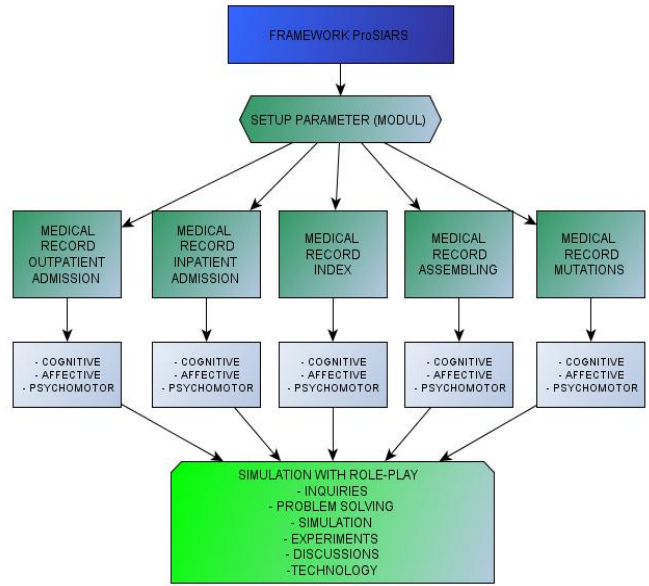 FRAMEWORK ProSIARS
SETUP PARAMETER (MODUL)
MEDICAL
RECORD
OUTPATIENT
ADMISSION
MEDICAL
RECORD
INPATIENT
ADMISSION
MEDICAL
RECORD
INDEX
MEDICAL
RECORD
ASSEMBLING
MEDICAL
RECORD
MUTATIONS
- COGNITIVE
- AFFECTIVE
- PSYCHOMOTOR
- COGNITIVE
- AFFECTIVE
- PSYCHOMOTOR
- COGNITIVE
- AFFECTIVE
- PSYCHOMOTOR
- COGNITIVE
- AFFECTIVE
- PSYCHOMOTOR
- COGNITIVE
- AFFECTIVE
- PSYCHOMOTOR
SIMULATION WITH ROLE-PLAY
- INQUIRIES
- PROBLEM SOLVING
- SIMULATION
- EXPERIMENTS
- DISCUSSIONS
-TECHNOLOGY